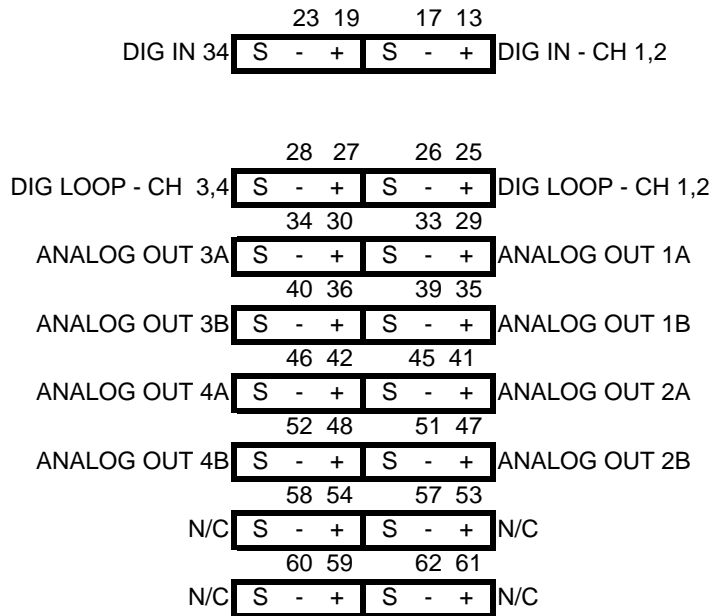 23 19 17 13
DIG IN 34 S - + S - + DIG IN - CH 1,2
28 27 26 25
DIG LOOP - CH 3,4 S - + S - + DIG LOOP - CH 1,2
34 30 33 29
ANALOG OUT 3A S - + S - + ANALOG OUT 1A
40 36 39 35
ANALOG OUT 3B S - + S - + ANALOG OUT 1B
46 42 45 41
ANALOG OUT 4A S - + S - + ANALOG OUT 2A
52 48 51 47
ANALOG OUT 4B S - + S - + ANALOG OUT 2B
58 54 57 53
N/C S - + S - + N/C
60 59 62 61
N/C S - + S - + N/C